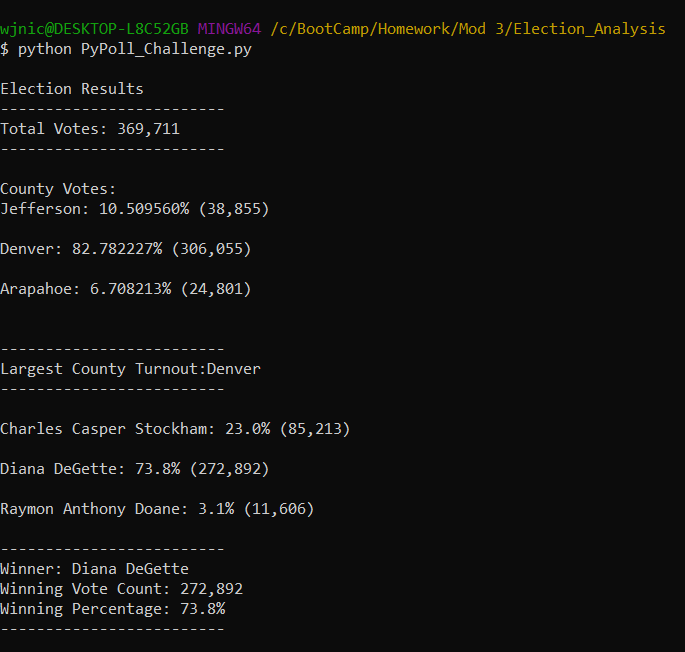 wjnic@DESKTOP-L8C52GB MINGW64 /c/BootCamp/Homework/Mod 3/Election_Analysis
$ python PyPoll_Challenge.py
Election Results
-------------------------
Total Votes: 369,711
-------------------------
County Votes:
Jefferson: 10.509560% (38,855)
Denver: 82.782227% (306,055)
Arapahoe: 6.708213% (24,801)
-------------------------
Largest County Turnout:Denver
-------------------------
Charles Casper Stockham: 23.0% (85,213)
Diana DeGette: 73.8% (272,892)
Raymon Anthony Doane: 3.1% (11,606)
-------------------------
Winner: Diana DeGette
Winning Vote Count: 272,892
Winning Percentage: 73.8%
-------------------------